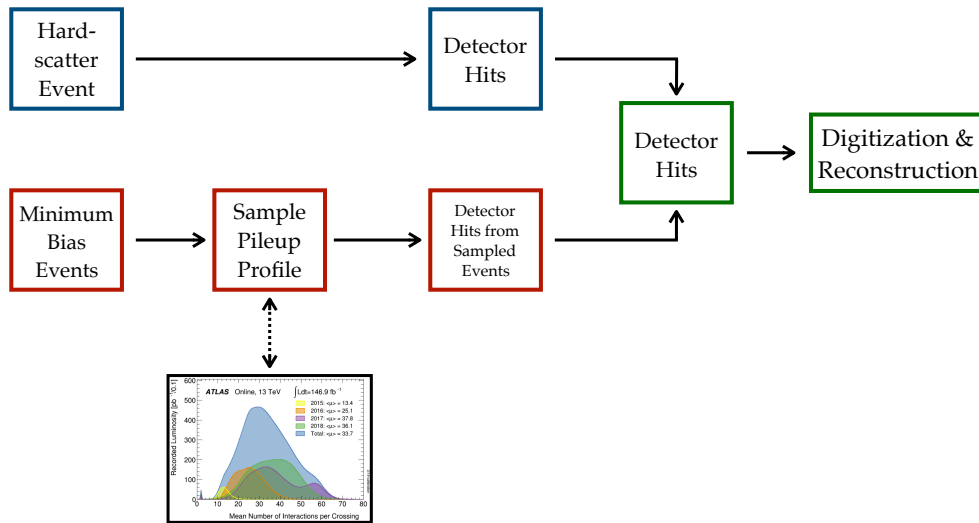 Hard-
scatter
Event
Detector
Hits
Detector
Hits
Digitization &
Reconstruction
Minimum
Bias
Events
Sample
Pileup
Profile
Detector
Hits from
Sampled
Events
ATLAS Online, 13 TeV ∫Ldt=146.9 fb⁻¹
2015: <μ> = 13.4
2016: <μ> = 25.1
2017: <μ> = 37.8
2018: <μ> = 36.1
Total: <μ> = 33.7
Recorded Luminosity [pb⁻¹/0.1]
600
500
400
300
200
100
0
0 10 20 30 40 50 60 70 80
Mean Number of Interactions per Crossing